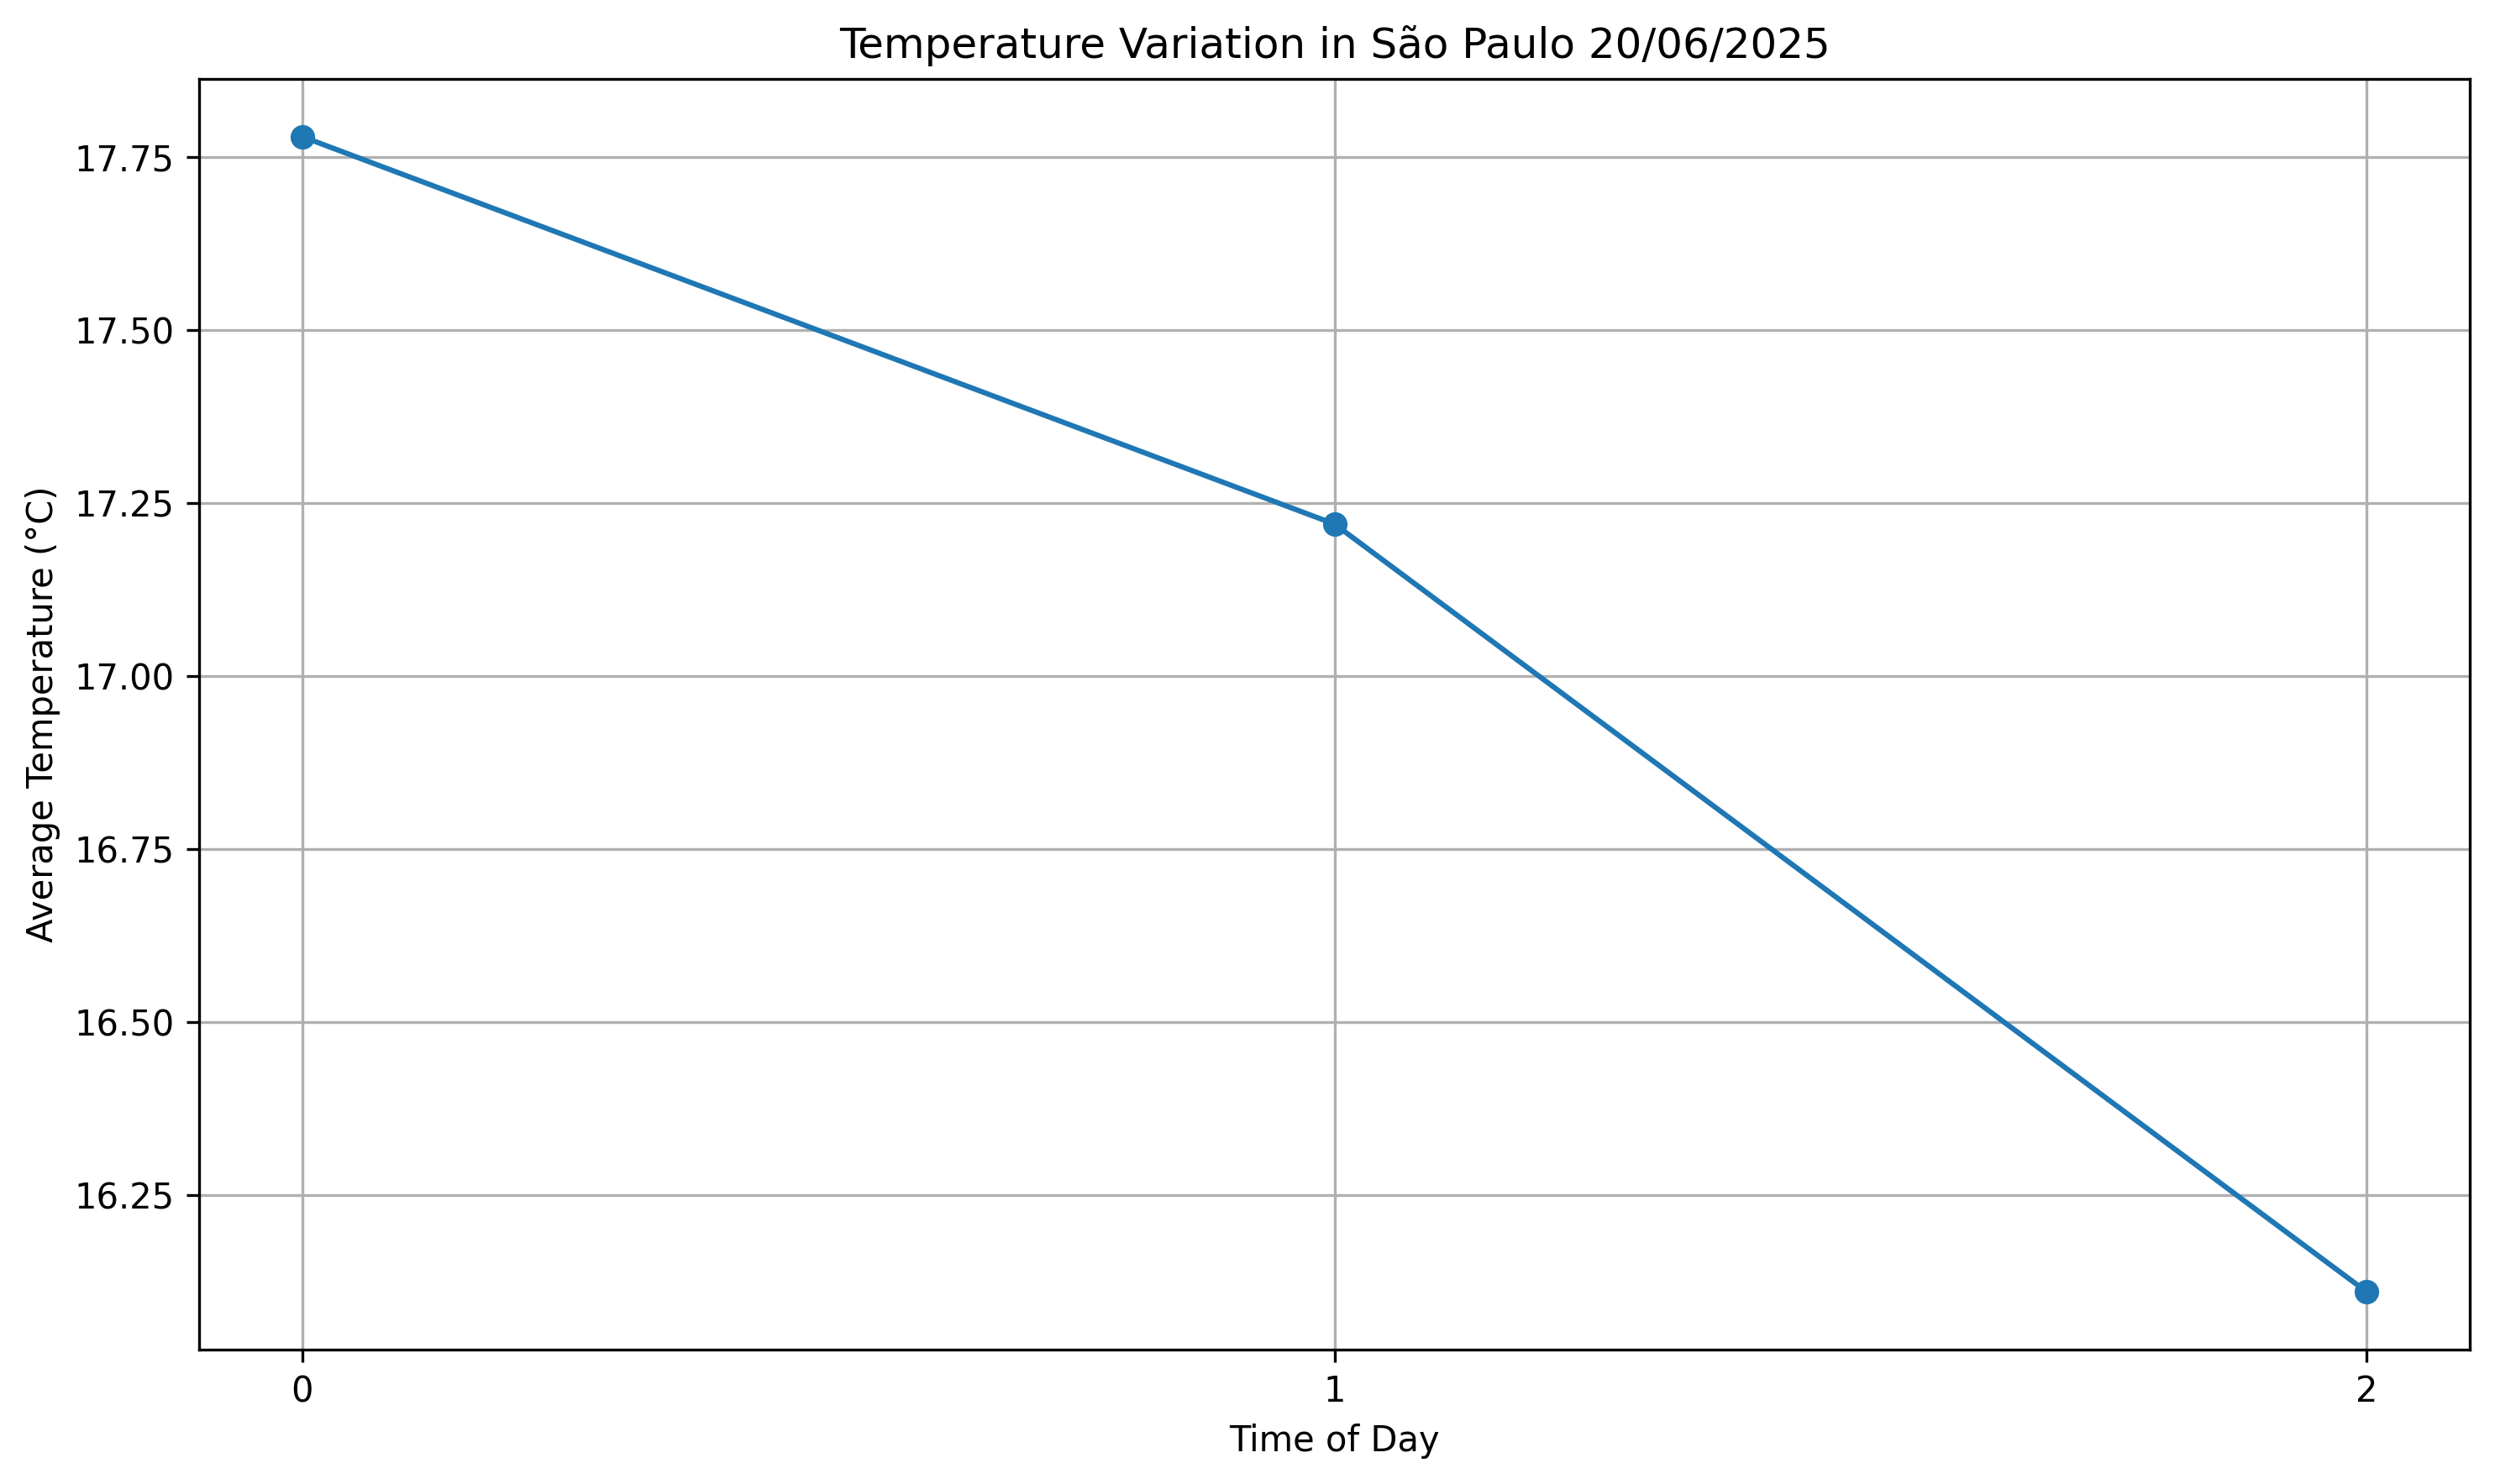 Temperature Variation in São Paulo 20/06/2025
17.75
17.50
17.25
17.00
16.75
16.50
16.25
Average Temperature (°C)
0 1 2
Time of Day